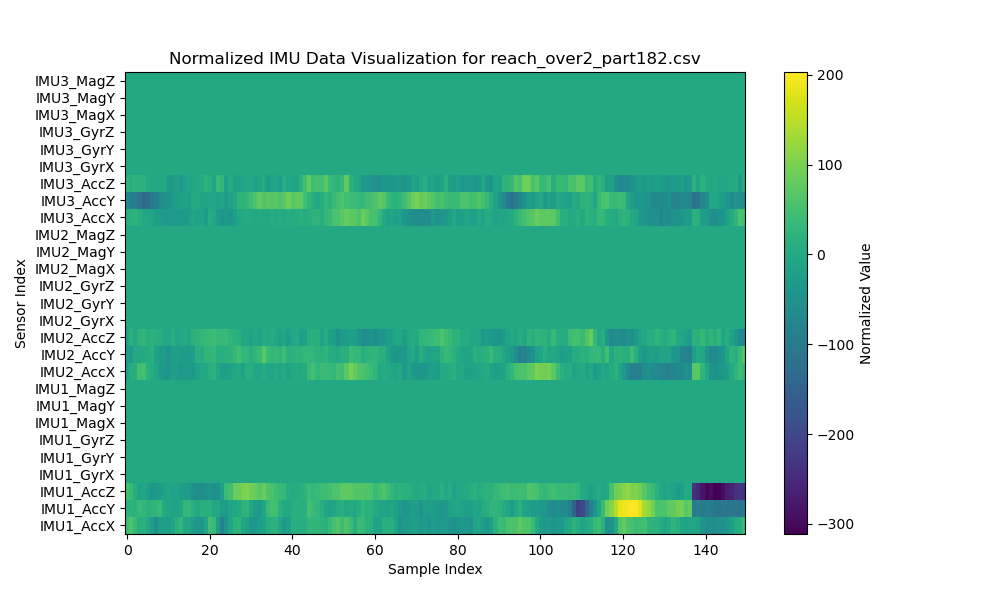 Normalized IMU Data Visualization for reach_over2_part182.csv
IMU3_MagZ
IMU3_MagY
IMU3_MagX
IMU3_GyrZ
IMU3_GyrY
IMU3_GyrX
IMU3_AccZ
IMU3_AccY
IMU3_AccX
IMU2_MagZ
IMU2_MagY
IMU2_MagX
IMU2_GyrZ
IMU2_GyrY
IMU2_GyrX
IMU2_AccZ
IMU2_AccY
IMU2_AccX
IMU1_MagZ
IMU1_MagY
IMU1_MagX
IMU1_GyrZ
IMU1_GyrY
IMU1_GyrX
IMU1_AccZ
IMU1_AccY
IMU1_AccX
Sensor Index
0 20 40 60 80 100 120 140
Sample Index
200
100
0
−100
−200
−300
Normalized Value